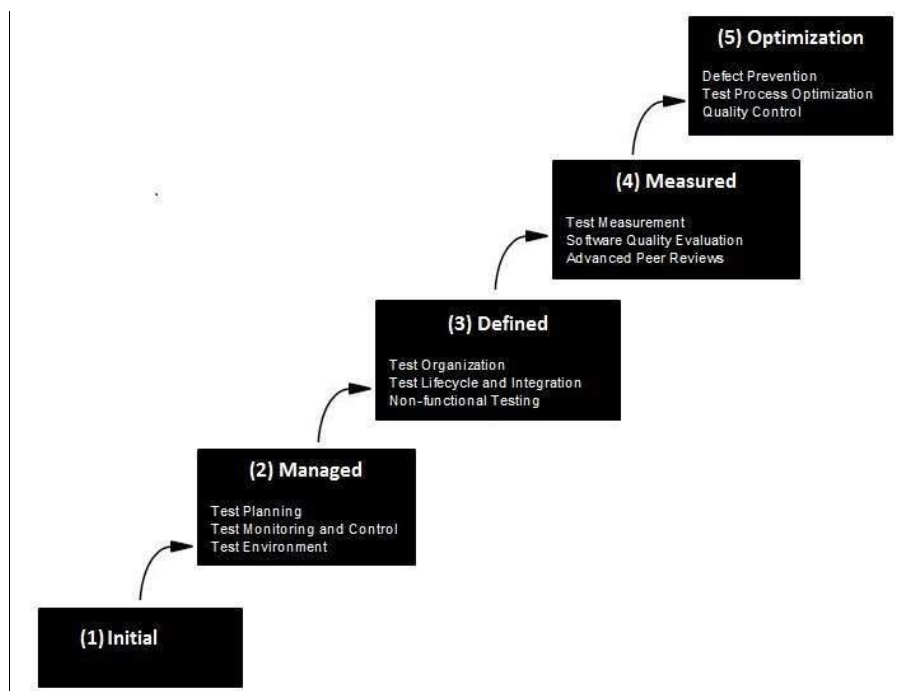 (5) Optimization
Defect Prevention
Test Process Optimization
Quality Control
(4) Measured
Test Measurement
Software Quality Evaluation
Advanced Peer Reviews
(3) Defined
Test Organization
Test Lifecycle and Integration
Non-functional Testing
(2) Managed
Test Planning
Test Monitoring and Control
Test Environment
(1) Initial